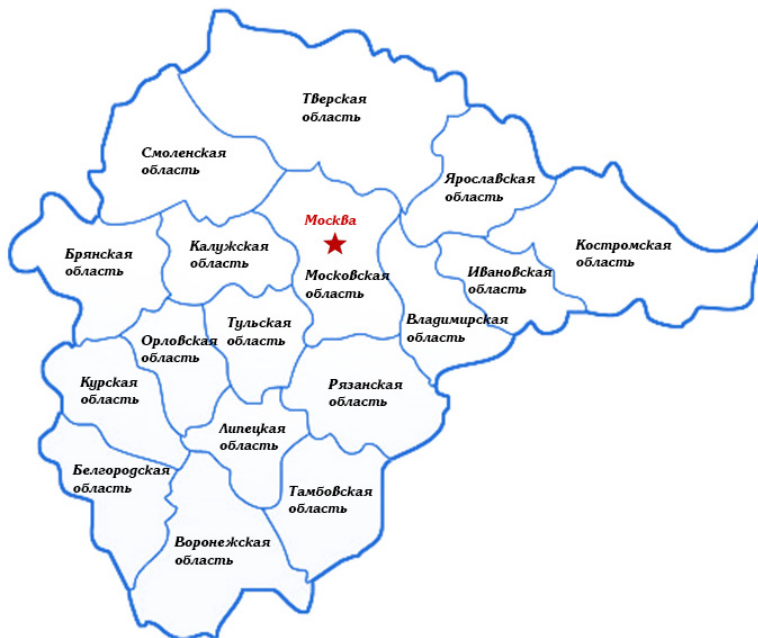 Тверская
область
Смоленская
область
Ярославская
область
Москва
Костромская
область
Брянская
область
Калужская
область
Московская
область
Ивановская
область
Владимирская
область
Орловская
область
Тульская
область
Курская
область
Рязанская
область
Липецкая
область
Белгородская
область
Тамбовская
область
Воронежская
область